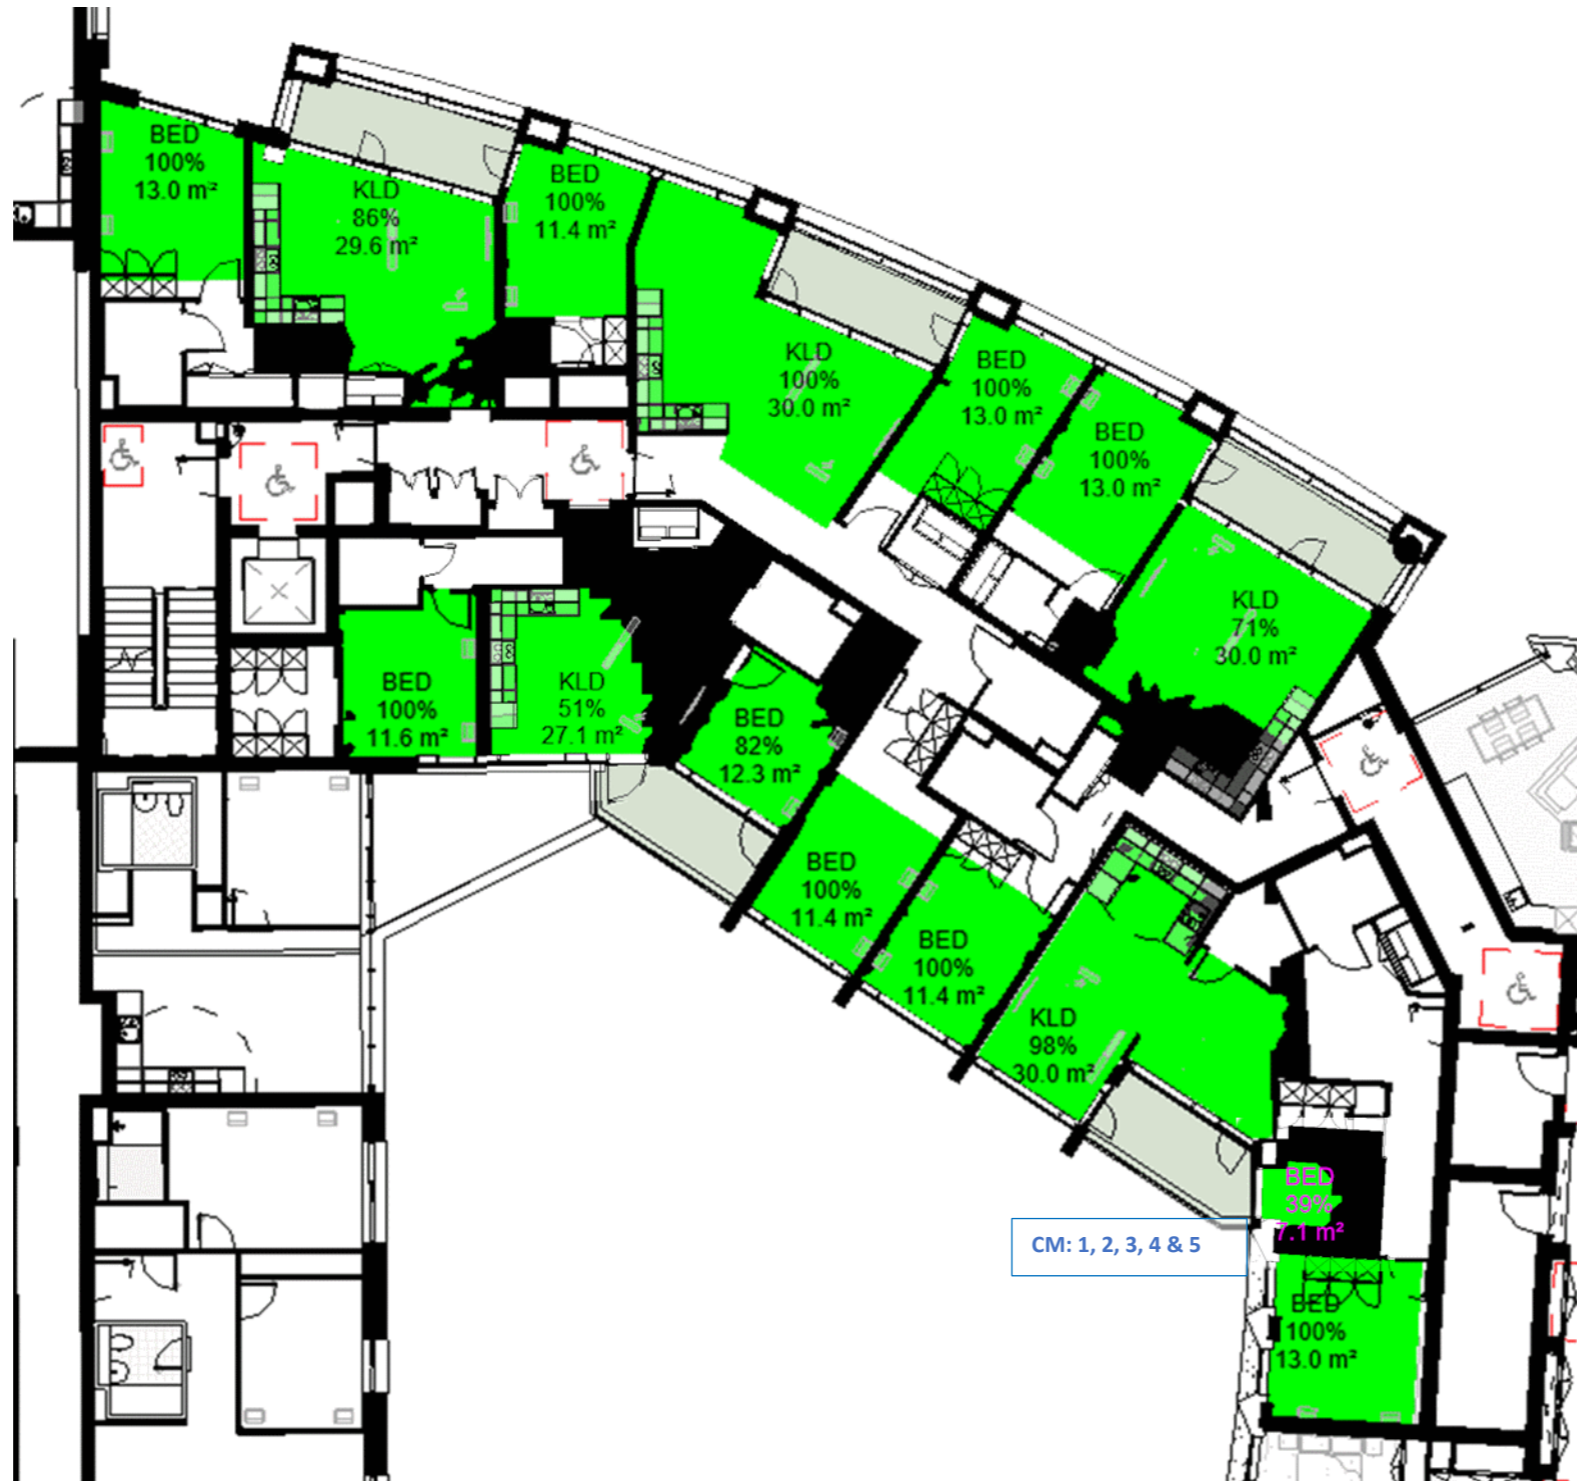 BED
100%
13.0 m²
KLD
86%
29.6 m²
BED
100%
11.4 m²
KLD
100%
30.0 m²
BED
100%
13.0 m²
BED
100%
13.0 m²
KLD
71%
30.0 m²
BED
100%
11.6 m²
KLD
51%
27.1 m²
BED
82%
12.3 m²
BED
100%
11.4 m²
BED
100%
11.4 m²
KLD
98%
30.0 m²
BED
39%
7.1 m²
CM: 1, 2, 3, 4 & 5
BED
100%
13.0 m²